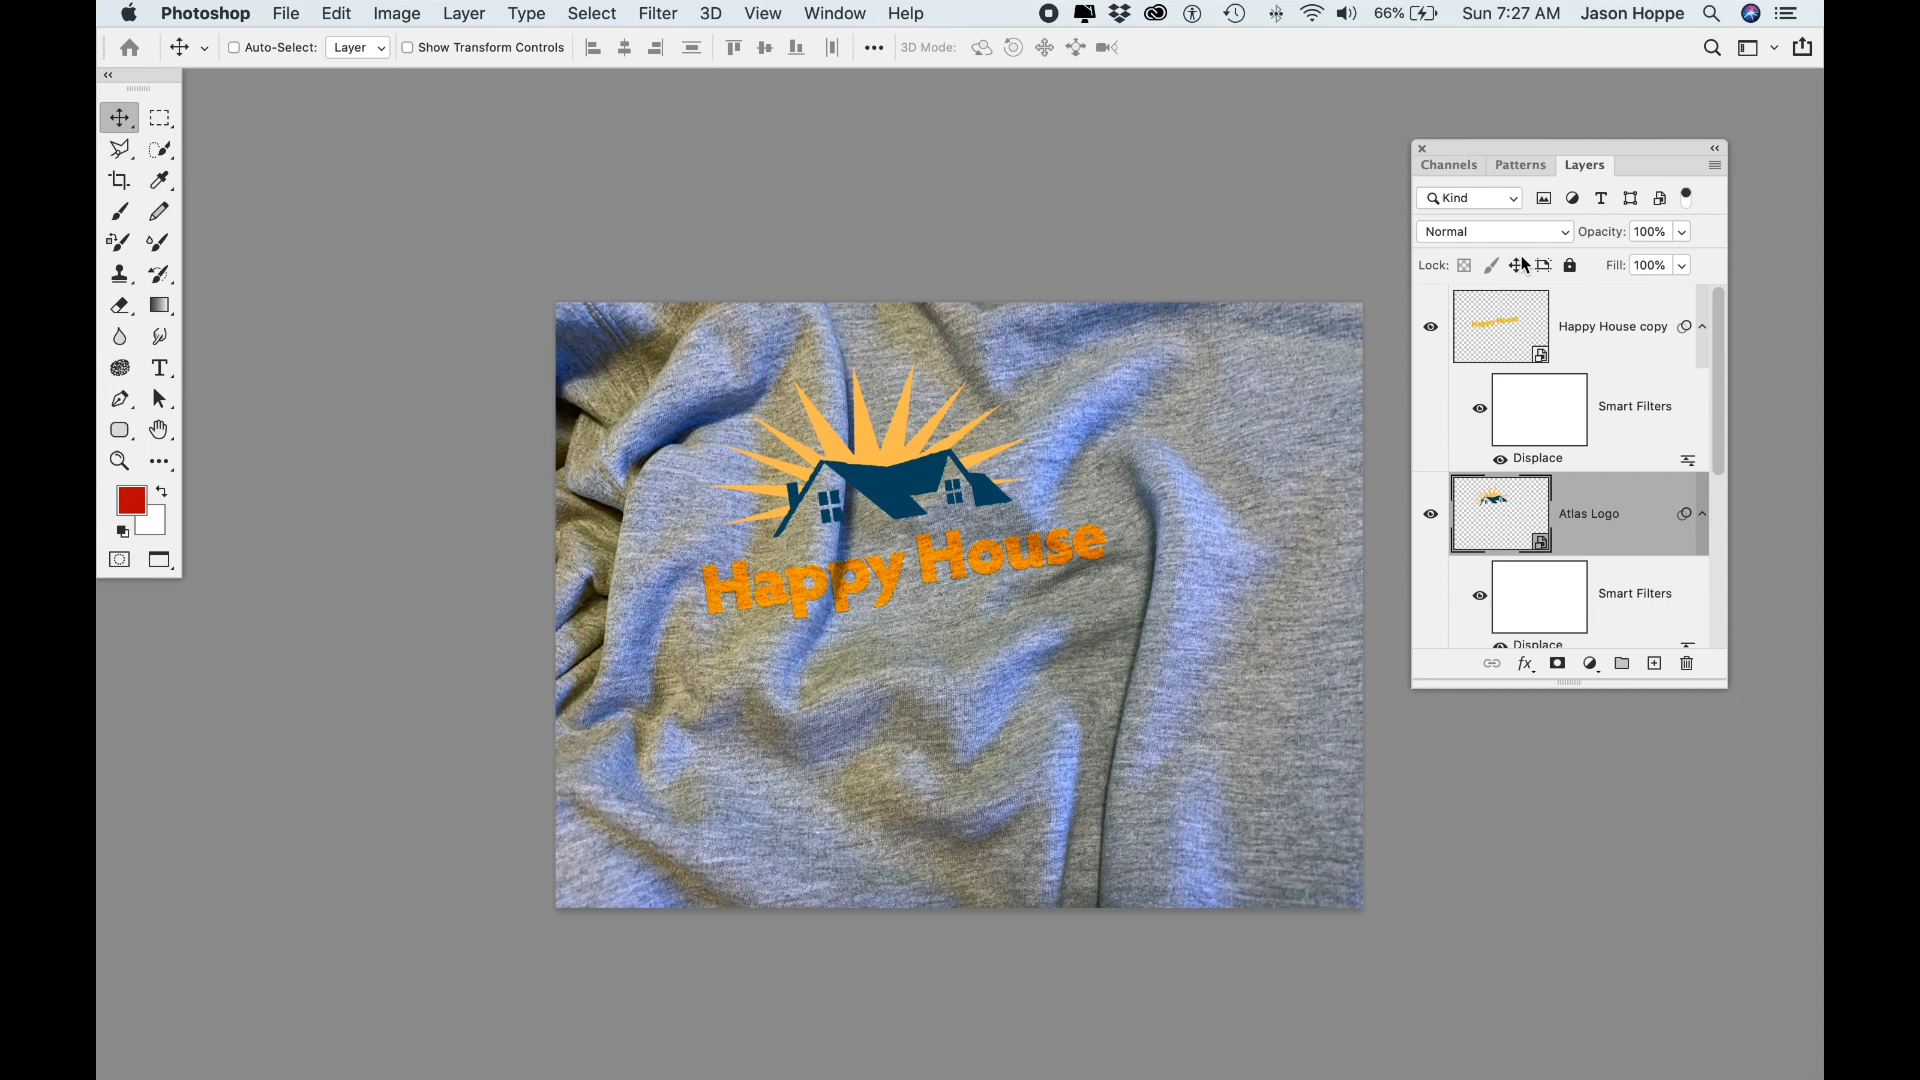 Photoshop File Edit Image Layer Type Select Filter 3D View Window Help 66% Sun 7:27 AM Jason Hoppe
Auto-Select: Layer Show Transform Controls 3D Mode:
Channels Patterns Layers
Kind
Normal Opacity: 100%
Lock: Fill: 100%
Happy House copy
Smart Filters
Displace
Atlas Logo
Smart Filters
Displace
Happy House